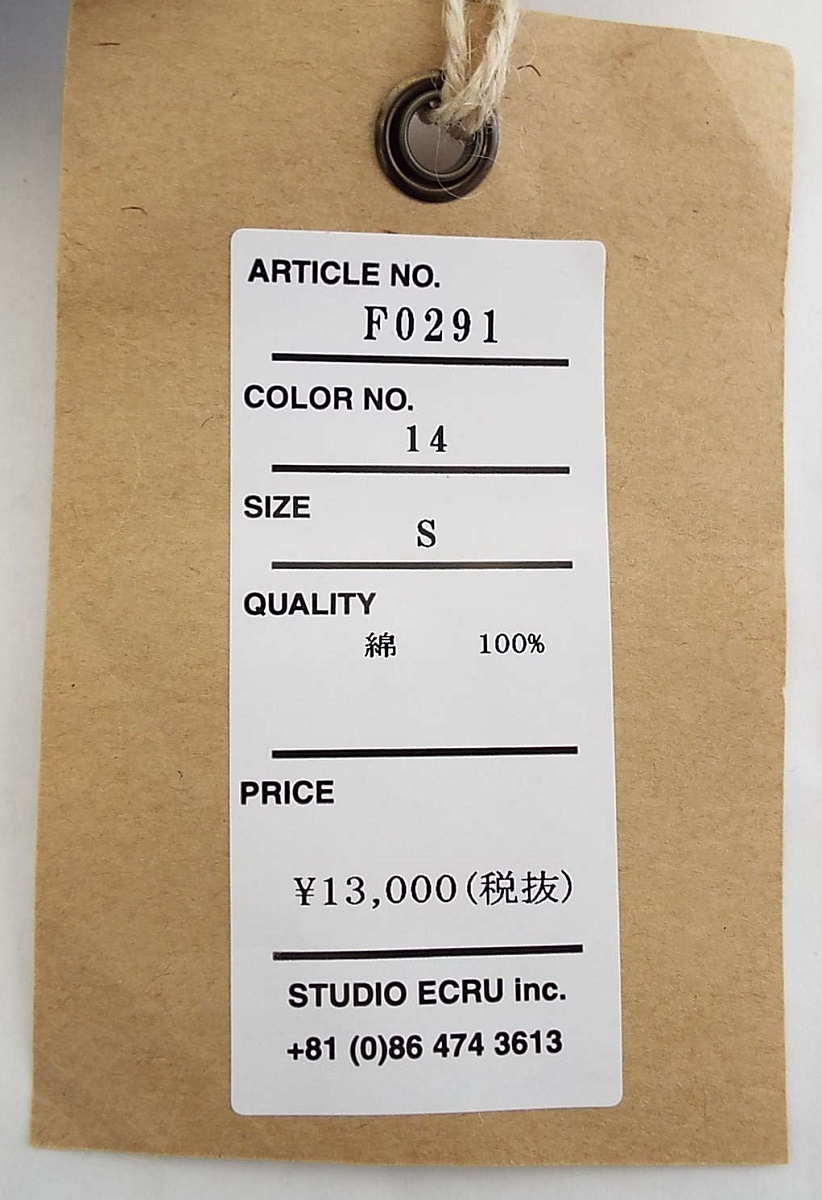 ARTICLE NO.
F0291
COLOR NO.
14
SIZE
S
QUALITY
綿 100%
PRICE
¥13,000(税抜)
STUDIO ECRU inc.
+81 (0)86 474 3613